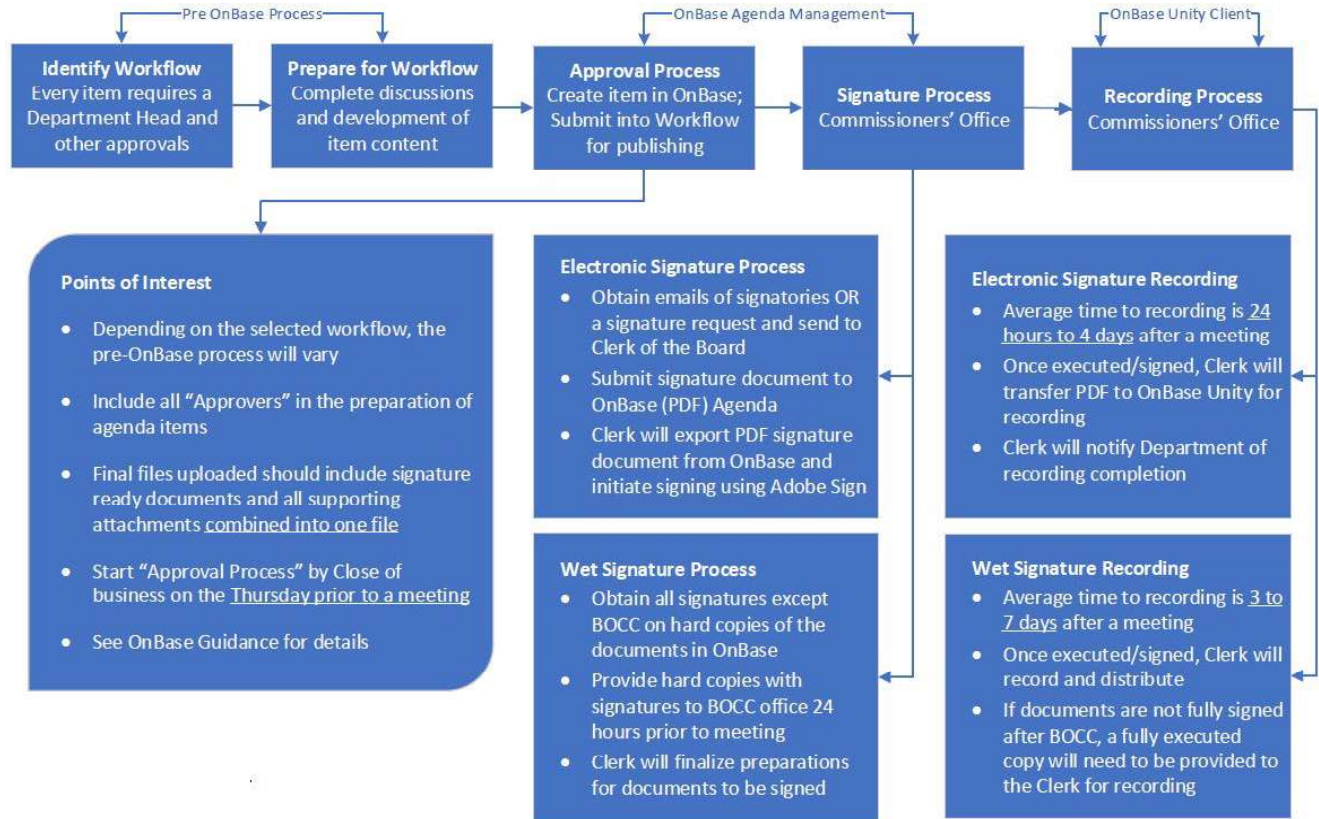 Pre OnBase Process
OnBase Agenda Management
OnBase Unity Client
Identify Workflow
Every item requires a
Department Head and
other approvals
Prepare for Workflow
Complete discussions
and development of
item content
Approval Process
Create item in OnBase;
Submit into Workflow
for publishing
Signature Process
Commissioners' Office
Recording Process
Commissioners' Office
Points of Interest
• Depending on the selected workflow, the
pre-OnBase process will vary
• Include all “Approvers” in the preparation of
agenda items
• Final files uploaded should include signature
ready documents and all supporting
attachments combined into one file
• Start “Approval Process” by Close of
business on the Thursday prior to a meeting
• See OnBase Guidance for details
Electronic Signature Process
• Obtain emails of signatories OR
a signature request and send to
Clerk of the Board
• Submit signature document to
OnBase (PDF) Agenda
• Clerk will export PDF signature
document from OnBase and
initiate signing using Adobe Sign
Wet Signature Process
• Obtain all signatures except
BOCC on hard copies of the
documents in OnBase
• Provide hard copies with
signatures to BOCC office 24
hours prior to meeting
• Clerk will finalize preparations
for documents to be signed
Electronic Signature Recording
• Average time to recording is 24
hours to 4 days after a meeting
• Once executed/signed, Clerk will
transfer PDF to OnBase Unity for
recording
• Clerk will notify Department of
recording completion
Wet Signature Recording
• Average time to recording is 3 to
7 days after a meeting
• Once executed/signed, Clerk will
record and distribute
• If documents are not fully signed
after BOCC, a fully executed
copy will need to be provided to
the Clerk for recording